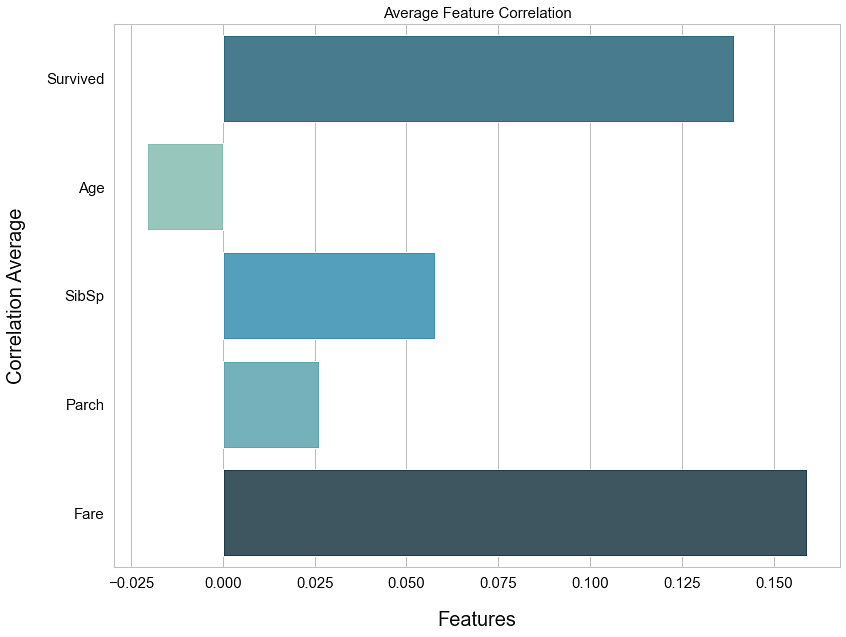 Average Feature Correlation
Correlation Average
Survived
Age
SibSp
Parch
Fare
−0.025 0.000 0.025 0.050 0.075 0.100 0.125 0.150
Features